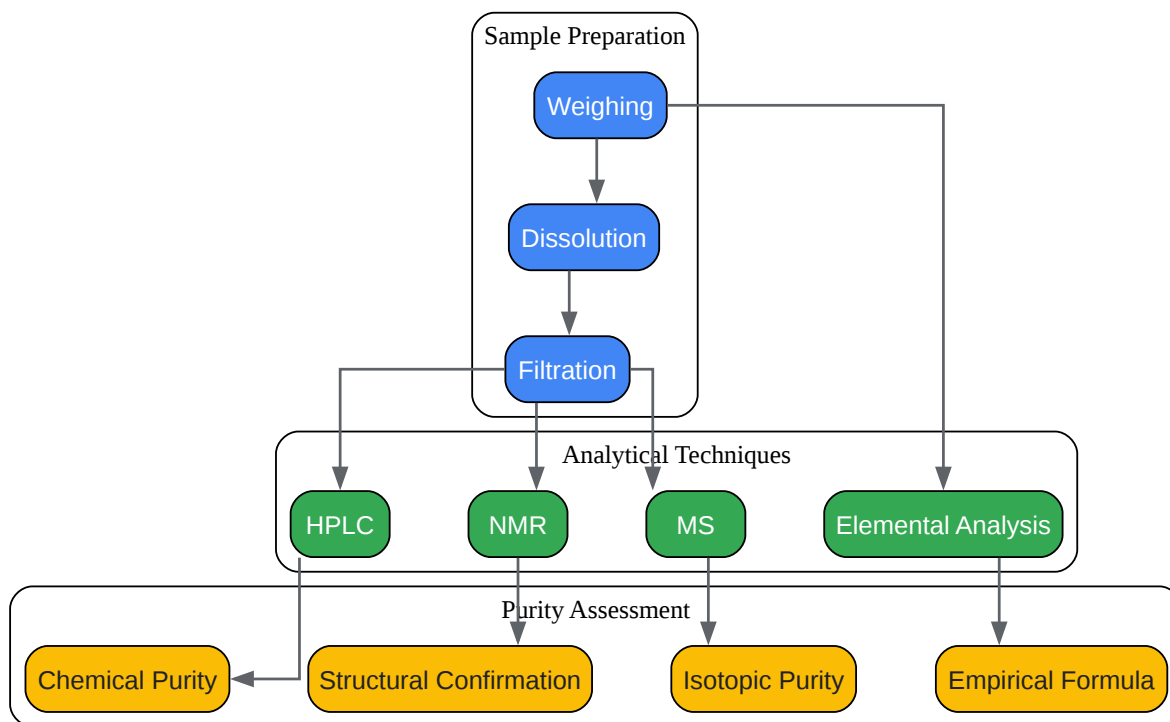 Sample Preparation
Weighing
Dissolution
Filtration
Analytical Techniques
HPLC
NMR
MS
Elemental Analysis
Purity Assessment
Chemical Purity
Structural Confirmation
Isotopic Purity
Empirical Formula